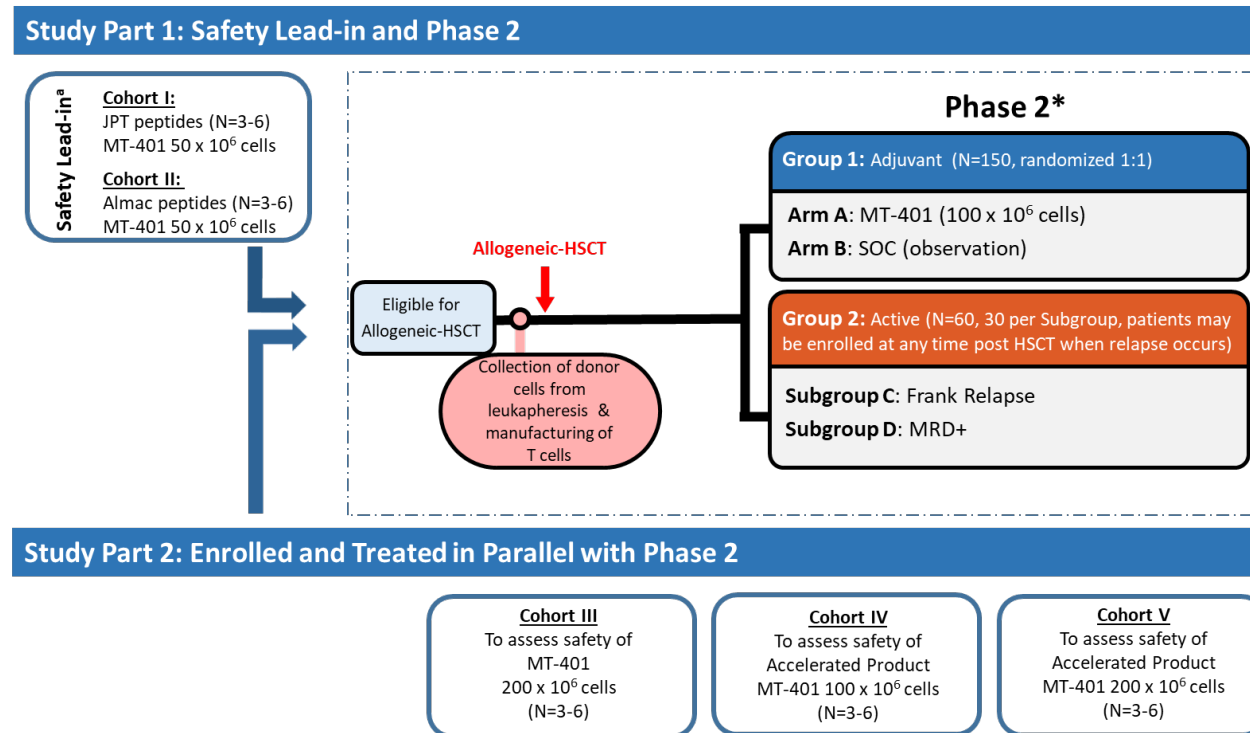 Study Part 1: Safety Lead-in and Phase 2
Safety Lead-inª
Cohort I:
JPT peptides (N=3-6)
MT-401 50 x 10⁶ cells
Cohort II:
Almac peptides (N=3-6)
MT-401 50 x 10⁶ cells
Eligible for
Allogeneic-HSCT
Allogeneic-HSCT
Collection of donor
cells from
leukapheresis &
manufacturing of
T cells
Phase 2*
Group 1: Adjuvant (N=150, randomized 1:1)
Arm A: MT-401 (100 x 10⁶ cells)
Arm B: SOC (observation)
Group 2: Active (N=60, 30 per Subgroup, patients may
be enrolled at any time post HSCT when relapse occurs)
Subgroup C: Frank Relapse
Subgroup D: MRD+
Study Part 2: Enrolled and Treated in Parallel with Phase 2
Cohort III
To assess safety of
MT-401
200 x 10⁶ cells
(N=3-6)
Cohort IV
To assess safety of
Accelerated Product
MT-401 100 x 10⁶ cells
(N=3-6)
Cohort V
To assess safety of
Accelerated Product
MT-401 200 x 10⁶ cells
(N=3-6)